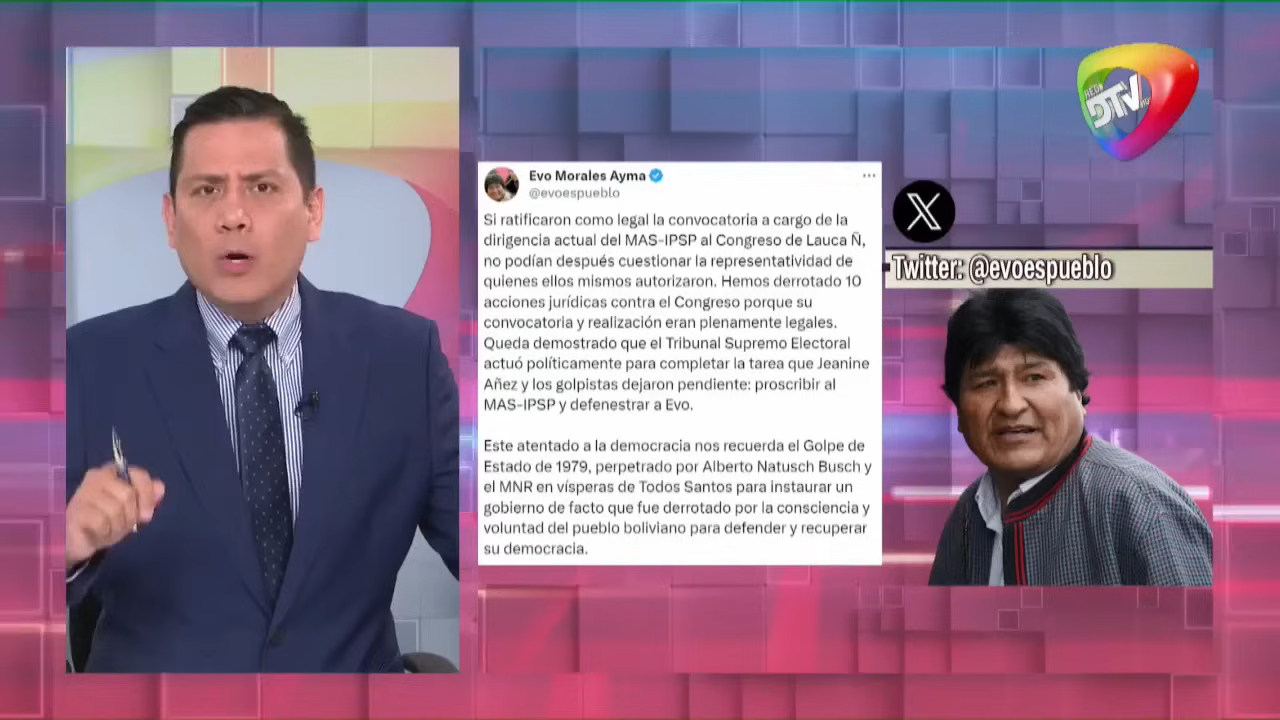 RED
DTV
Evo Morales Ayma
@evoespueblo
Si ratificaron como legal la convocatoria a cargo de la
dirigencia actual del MAS-IPSP al Congreso de Lauca Ñ,
no podían después cuestionar la representatividad de
quienes ellos mismos autorizaron. Hemos derrotado 10
acciones jurídicas contra el Congreso porque su
convocatoria y realización eran plenamente legales.
Queda demostrado que el Tribunal Supremo Electoral
actuó políticamente para completar la tarea que Jeanine
Añez y los golpistas dejaron pendiente: proscribir al
MAS-IPSP y defenestrar a Evo.
Este atentado a la democracia nos recuerda el Golpe de
Estado de 1979, perpetrado por Alberto Natusch Busch y
el MNR en vísperas de Todos Santos para instaurar un
gobierno de facto que fue derrotado por la consciencia y
voluntad del pueblo boliviano para defender y recuperar
su democracia.
Twitter: @evoespueblo